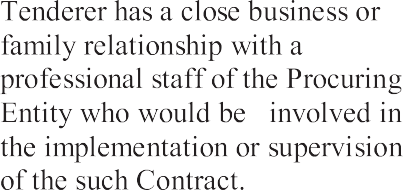 Tenderer has a close business or
family relationship with a
professional staff of the Procuring
Entity who would be involved in
the implementation or supervision
of the such Contract.